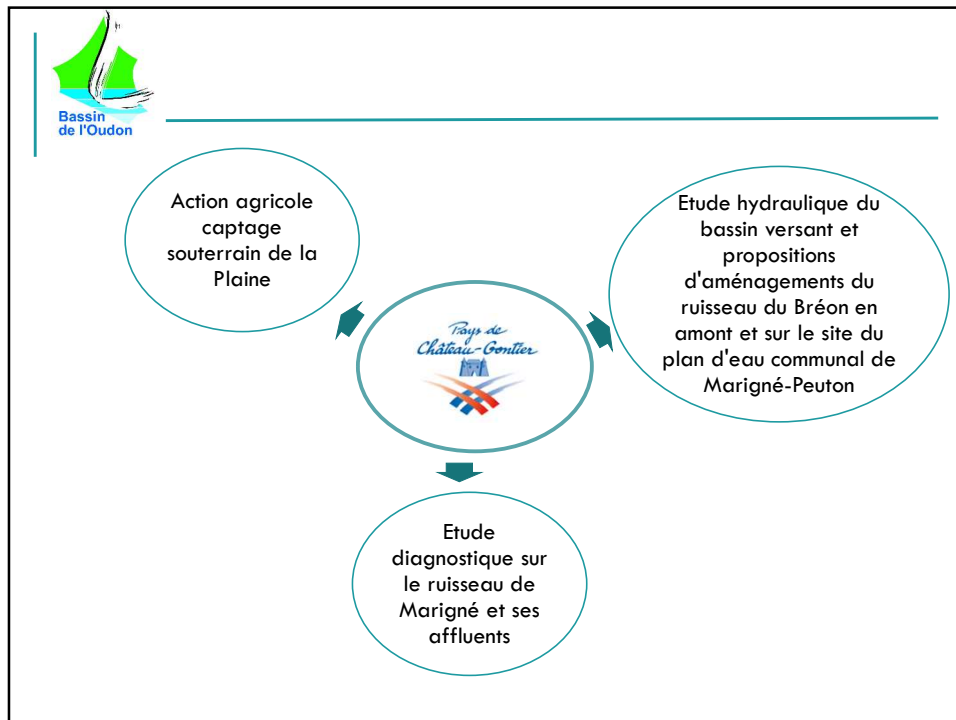 Bassin
de l'Oudon
Action agricole
captage
souterrain de la
Plaine
Etude hydraulique du
bassin versant et
propositions
d'aménagements du
ruisseau du Bréon en
amont et sur le site du
plan d'eau communal de
Marigné-Peuton
Pays de
Château-Gontier
Etude
diagnostique sur
le ruisseau de
Marigné et ses
affluents